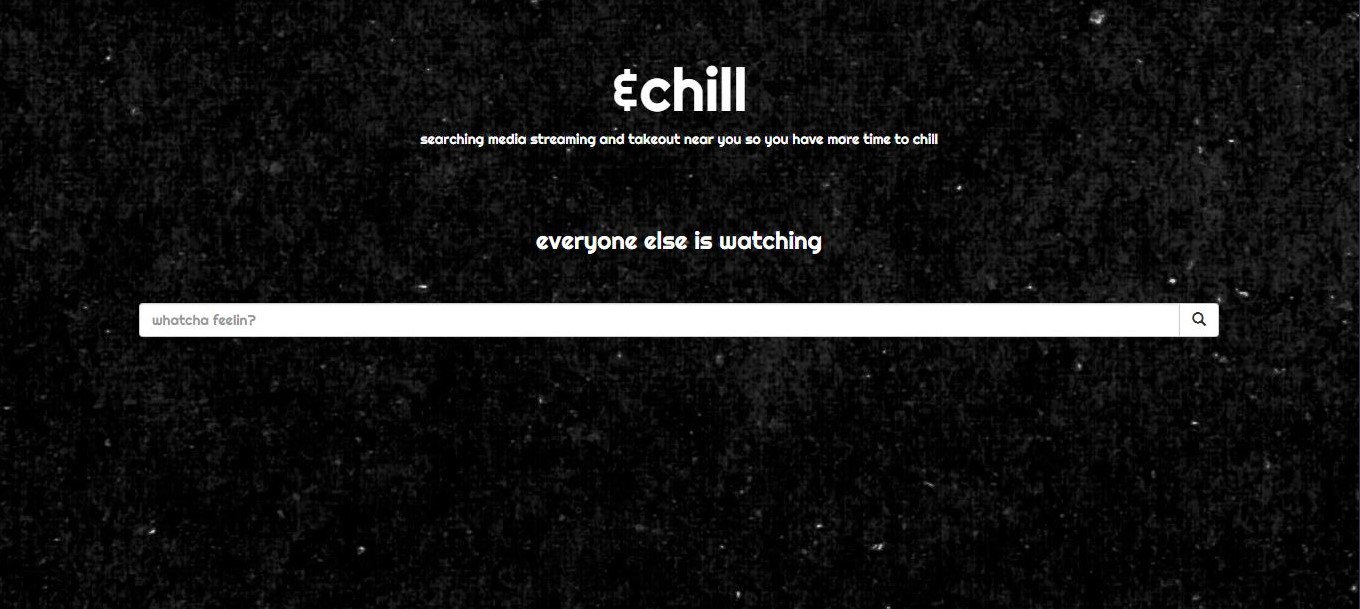 &chill
searching media streaming and takeout near you so you have more time to chill
everyone else is watching
whatcha feelin?